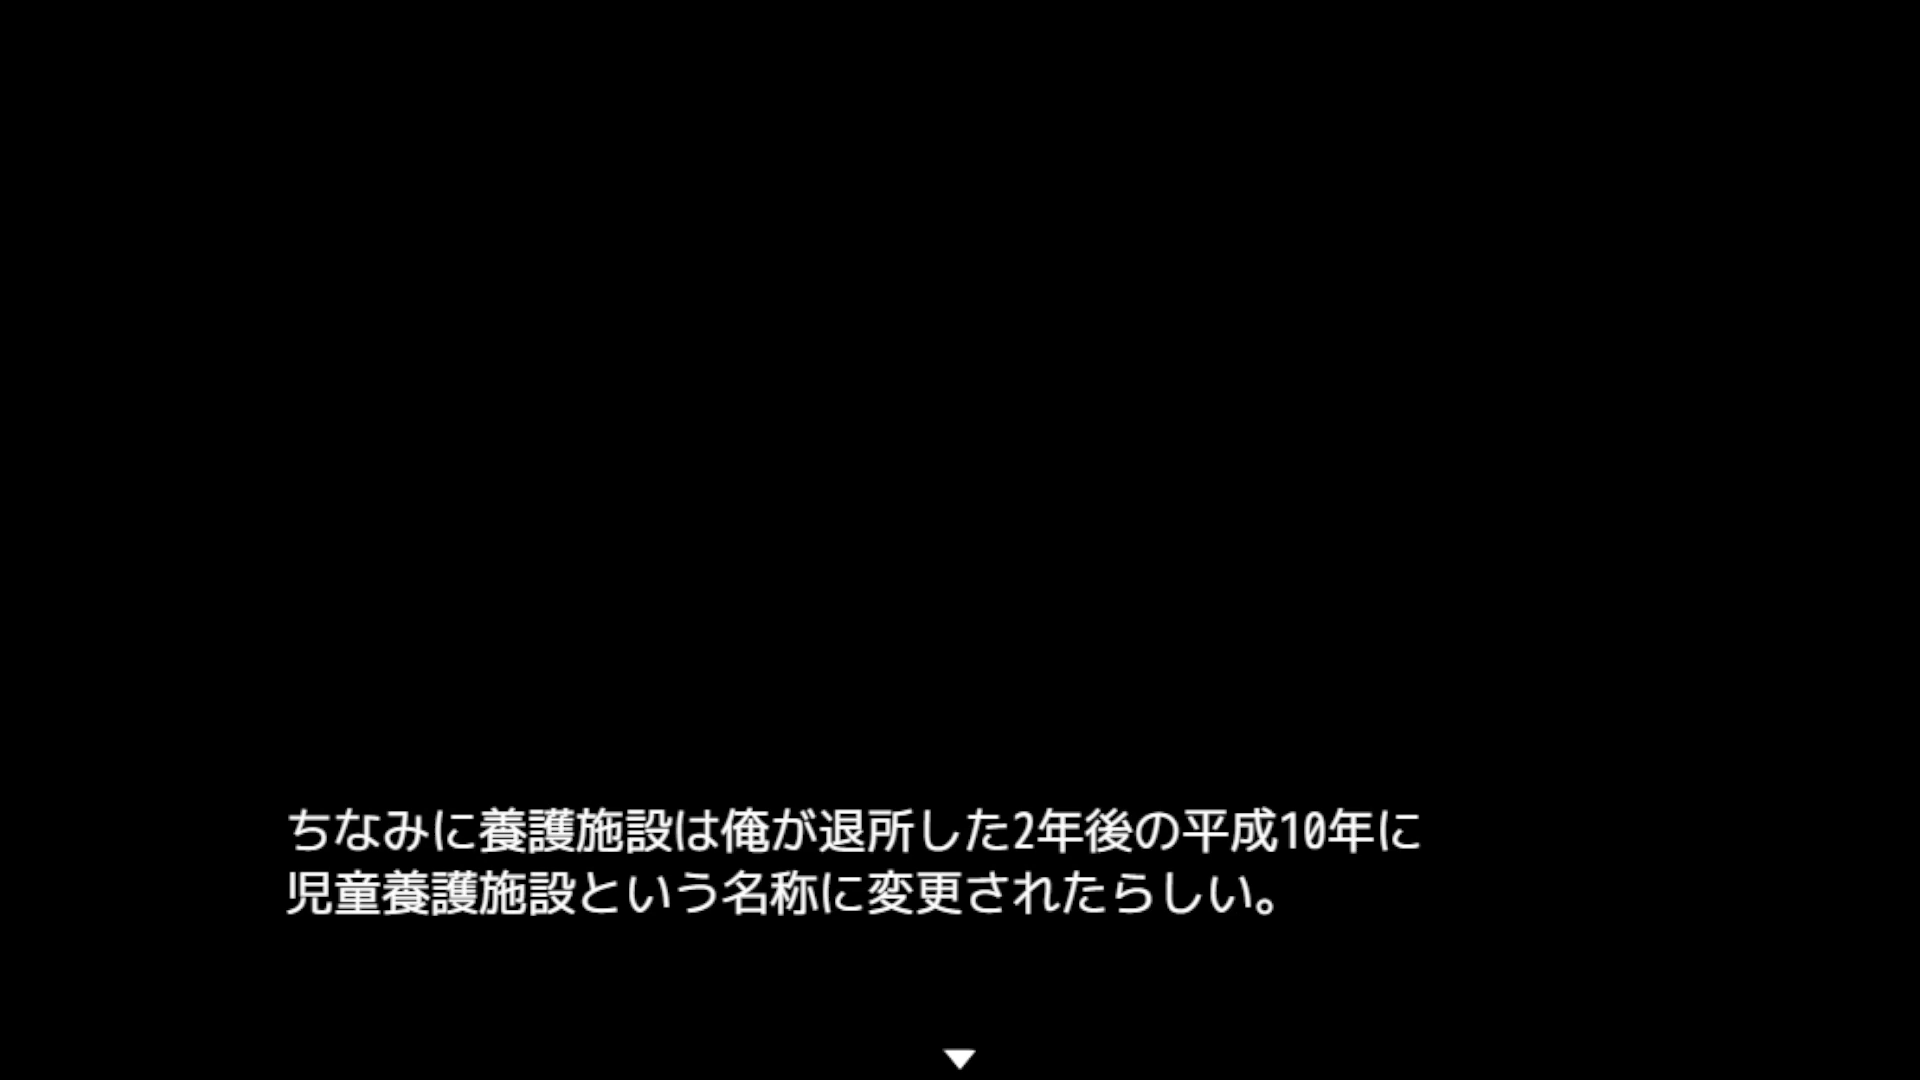 ちなみに養護施設は俺が退所した2年後の平成10年に
児童養護施設という名称に変更されたらしい。